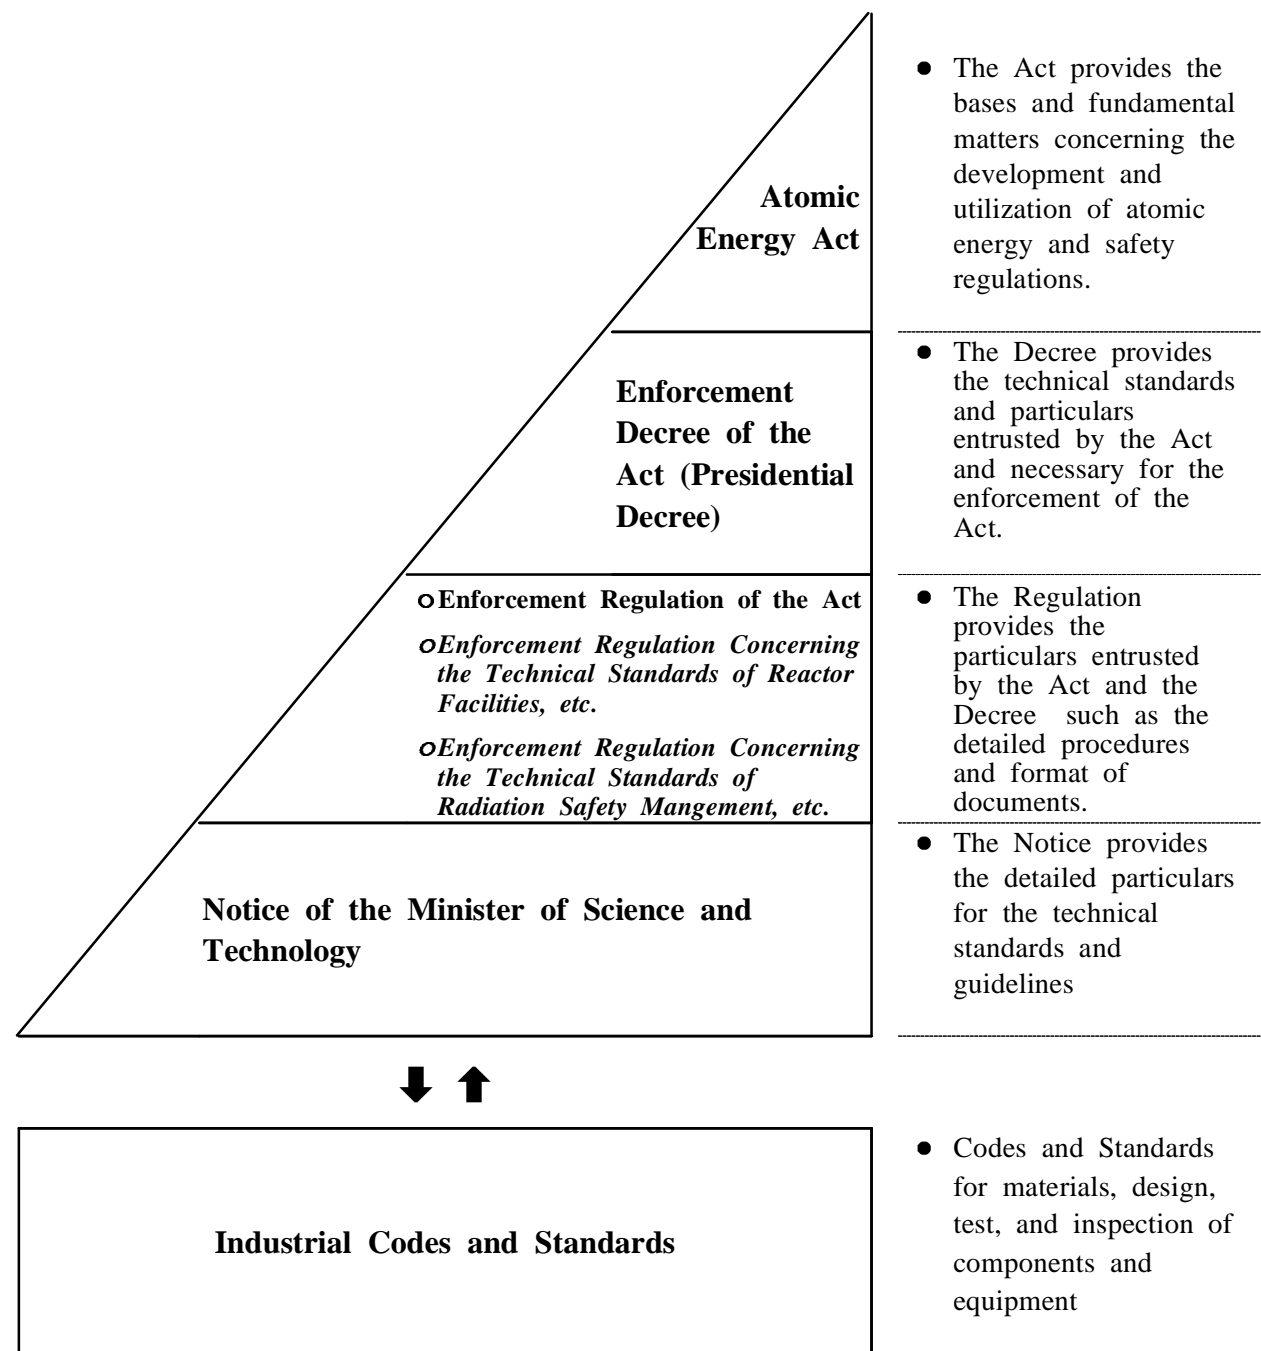 Atomic
Energy Act
● The Act provides the
bases and fundamental
matters concerning the
development and
utilization of atomic
energy and safety
regulations.
Enforcement
Decree of the
Act (Presidential
Decree)
● The Decree provides
the technical standards
and particulars
entrusted by the Act
and necessary for the
enforcement of the
Act.
o Enforcement Regulation of the Act
o Enforcement Regulation Concerning
the Technical Standards of Reactor
Facilities, etc.
o Enforcement Regulation Concerning
the Technical Standards of
Radiation Safety Mangement, etc.
● The Regulation
provides the
particulars entrusted
by the Act and the
Decree such as the
detailed procedures
and format of
documents.
Notice of the Minister of Science and
Technology
● The Notice provides
the detailed particulars
for the technical
standards and
guidelines
Industrial Codes and Standards
● Codes and Standards
for materials, design,
test, and inspection of
components and
equipment